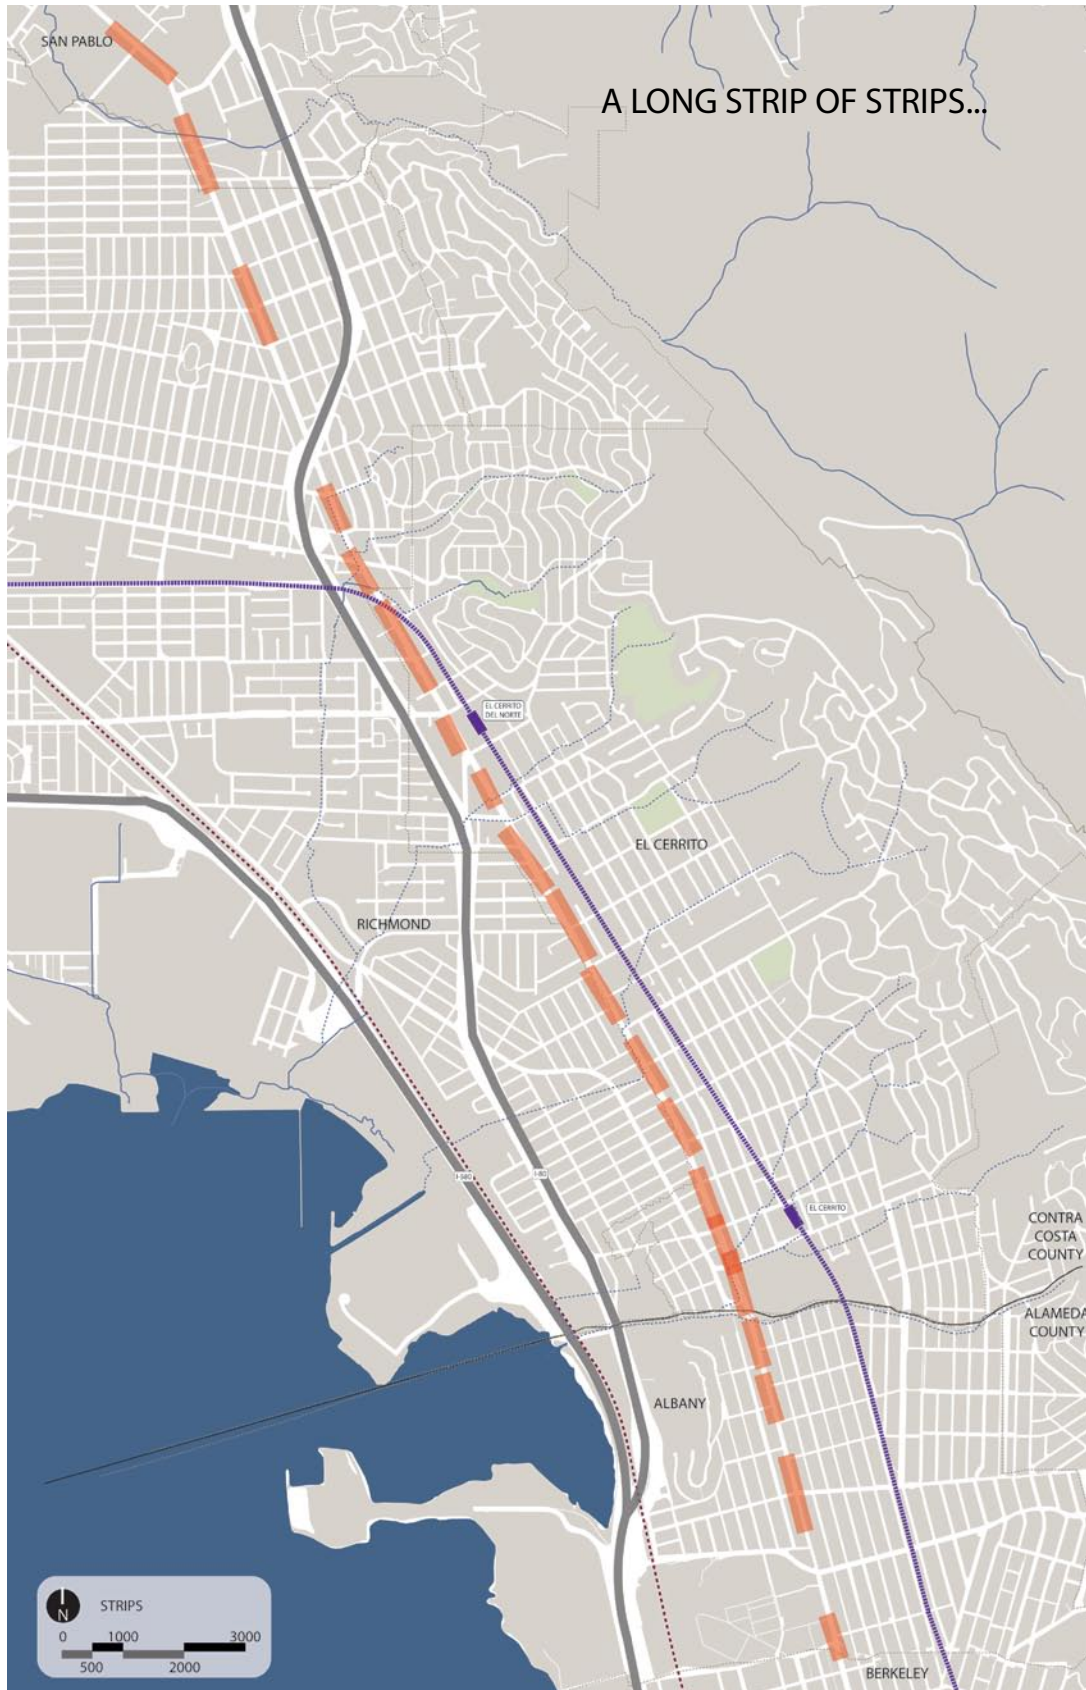 SAN PABLO
A LONG STRIP OF STRIPS...
EL CERRITO
DEL NORTE
EL CERRITO
RICHMOND
I-580
I-80
EL CERRITO
CONTRA
COSTA
COUNTY
ALAMEDA
COUNTY
ALBANY
N
STRIPS
0 1000 3000
500 2000
BERKELEY